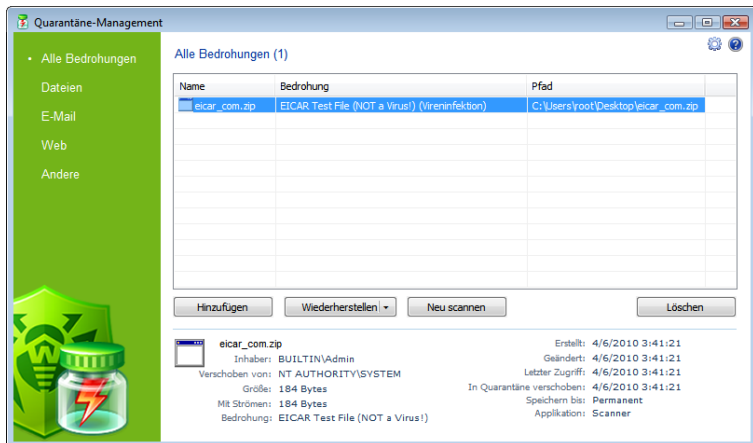 Quarantäne-Management
• Alle Bedrohungen
Dateien
E-Mail
Web
Andere
Alle Bedrohungen (1)
Name Bedrohung Pfad
eicar_com.zip EICAR Test File (NOT a Virus!) (Vireninfektion) C:\Users\root\Desktop\eicar_com.zip
Hinzufügen Wiederherstellen Neu scannen Löschen
eicar_com.zip
Inhaber: BUILTIN\Admin
Verschoben von: NT AUTHORITY\SYSTEM
Größe: 184 Bytes
Mit Strömen: 184 Bytes
Bedrohung: EICAR Test File (NOT a Virus!)
Erstellt: 4/6/2010 3:41:21
Geändert: 4/6/2010 3:41:21
Letzter Zugriff: 4/6/2010 3:41:21
In Quarantäne verschoben: 4/6/2010 3:41:21
Speichern bis: Permanent
Applikation: Scanner